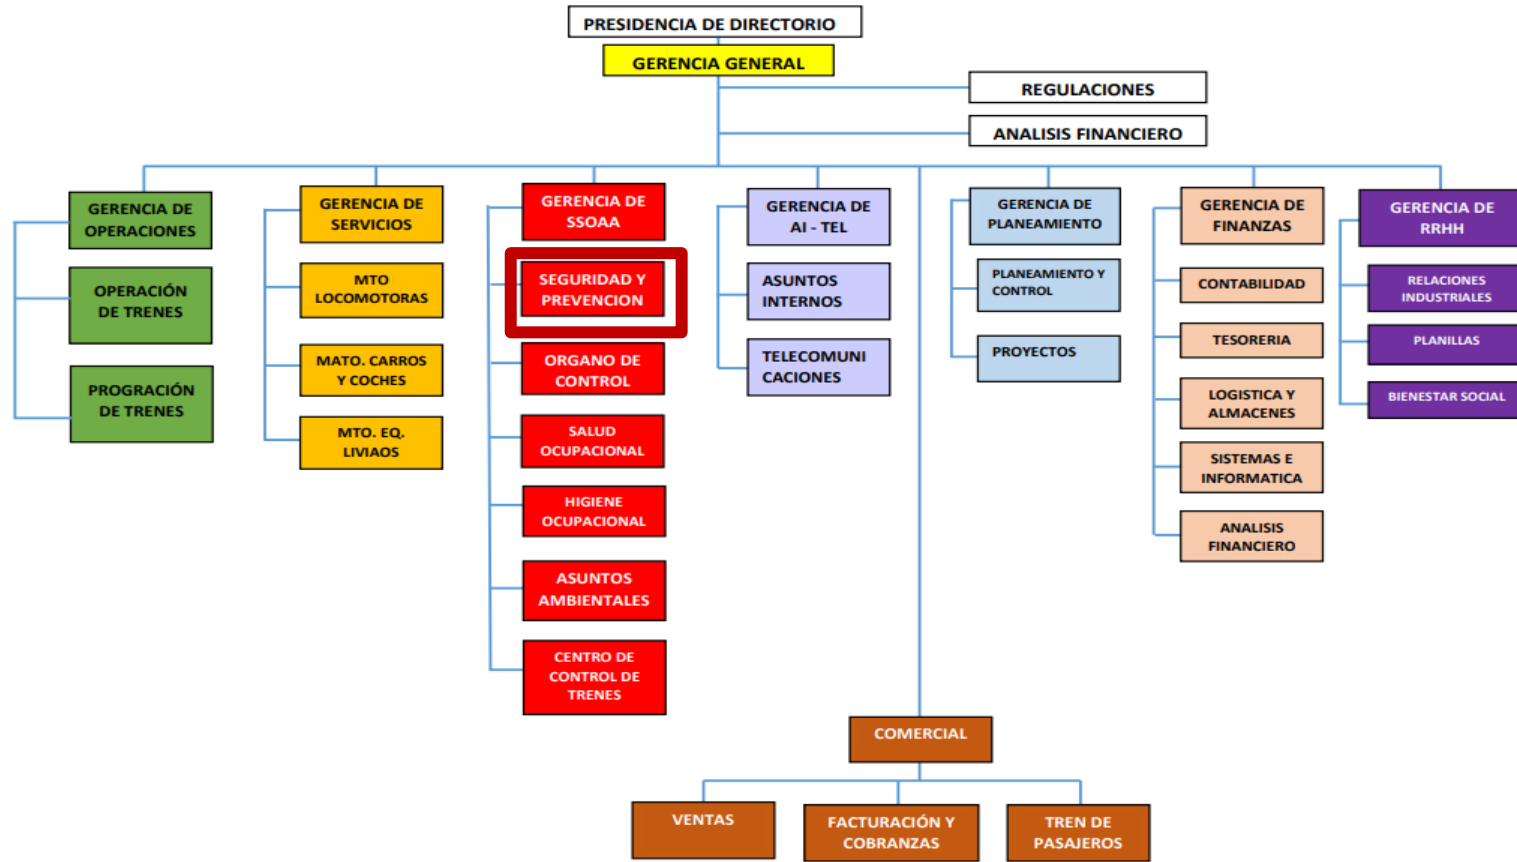 PRESIDENCIA DE DIRECTORIO
GERENCIA GENERAL
REGULACIONES
ANALISIS FINANCIERO
GERENCIA DE
OPERACIONES
OPERACIÓN
DE TRENES
PROGRACIÓN
DE TRENES
GERENCIA DE
SERVICIOS
MTO
LOCOMOTORAS
MATO. CARROS
Y COCHES
MTO. EQ.
LIVIAOS
GERENCIA DE
SSOAA
SEGURIDAD Y
PREVENCION
ORGANO DE
CONTROL
SALUD
OCUPACIONAL
HIGIENE
OCUPACIONAL
ASUNTOS
AMBIENTALES
CENTRO DE
CONTROL DE
TRENES
GERENCIA DE
AI - TEL
ASUNTOS
INTERNOS
TELECOMUNI
CACIONES
GERENCIA DE
PLANEAMIENTO
PLANEAMIENTO Y
CONTROL
PROYECTOS
GERENCIA DE
FINANZAS
CONTABILIDAD
TESORERIA
LOGISTICA Y
ALMACENES
SISTEMAS E
INFORMATICA
ANALISIS
FINANCIERO
GERENCIA DE
RRHH
RELACIONES
INDUSTRIALES
PLANILLAS
BIENESTAR SOCIAL
COMERCIAL
VENTAS
FACTURACIÓN Y
COBRANZAS
TREN DE
PASAJEROS